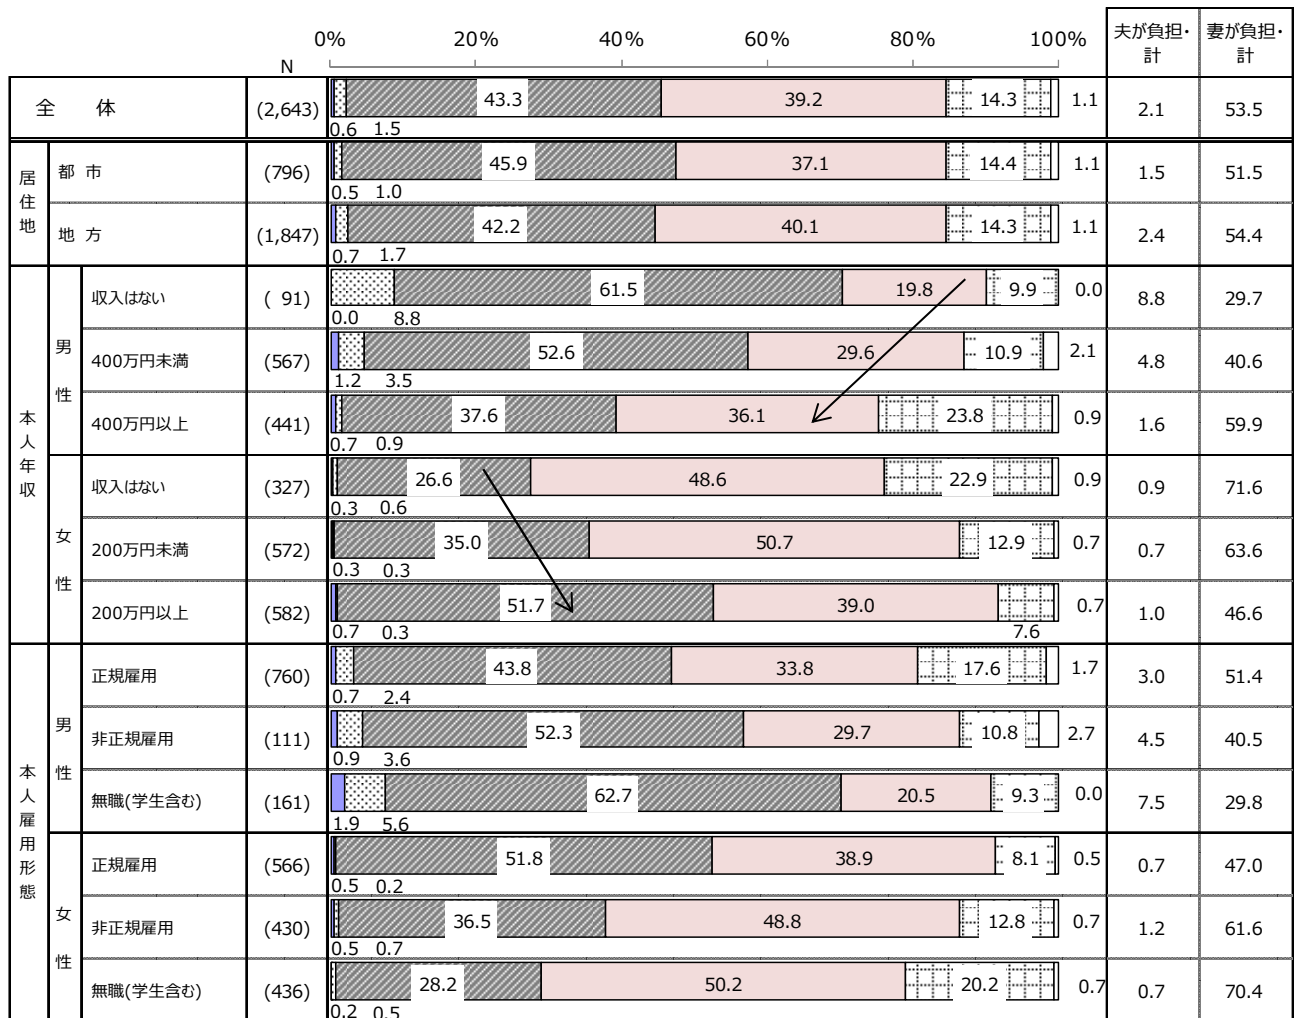 0% 20% 40% 60% 80% 100% 夫が負担・計 妻が負担・計
N
全 体 (2,643) 43.3 39.2 14.3 1.1 2.1 53.5
0.6 1.5
居住地
都 市 (796) 45.9 37.1 14.4 1.1 1.5 51.5
0.5 1.0
地 方 (1,847) 42.2 40.1 14.3 1.1 2.4 54.4
0.7 1.7
本人年収
男性
収入はない ( 91) 61.5 19.8 9.9 0.0 8.8 29.7
0.0 8.8
400万円未満 (567) 52.6 29.6 10.9 2.1 4.8 40.6
1.2 3.5
400万円以上 (441) 37.6 36.1 23.8 0.9 1.6 59.9
0.7 0.9
女性
収入はない (327) 26.6 48.6 22.9 0.9 0.9 71.6
0.3 0.6
200万円未満 (572) 35.0 50.7 12.9 0.7 0.7 63.6
0.3 0.3
200万円以上 (582) 51.7 39.0 0.7 1.0 46.6
0.7 0.3 7.6
本人雇用形態
男性
正規雇用 (760) 43.8 33.8 17.6 1.7 3.0 51.4
0.7 2.4
非正規雇用 (111) 52.3 29.7 10.8 2.7 4.5 40.5
0.9 3.6
無職(学生含む) (161) 62.7 20.5 9.3 0.0 7.5 29.8
1.9 5.6
女性
正規雇用 (566) 51.8 38.9 8.1 0.5 0.7 47.0
0.5 0.2
非正規雇用 (430) 36.5 48.8 12.8 0.7 1.2 61.6
0.5 0.7
無職(学生含む) (436) 28.2 50.2 20.2 0.7 0.7 70.4
0.2 0.5